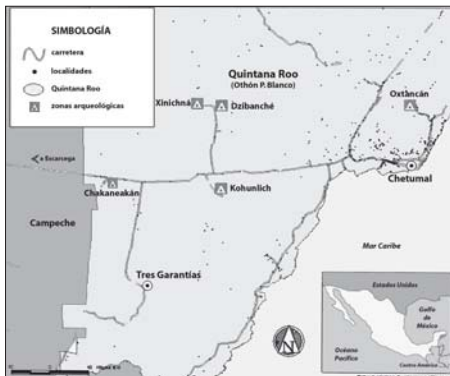 SIMBOLOGÍA
carretera
localidades
Quintana Roo
zonas arqueológicas
Quintana Roo
(Othón P. Blanco)
Xinichná
Dzibanché
Oxtancán
a Escarcega
Chakaneakán
Kohunlich
Chetumal
Campeche
Mar Caribe
Tres Garantías
Estados Unidos
Golfo
de
México
Océano
Pacífico
Centro América
N